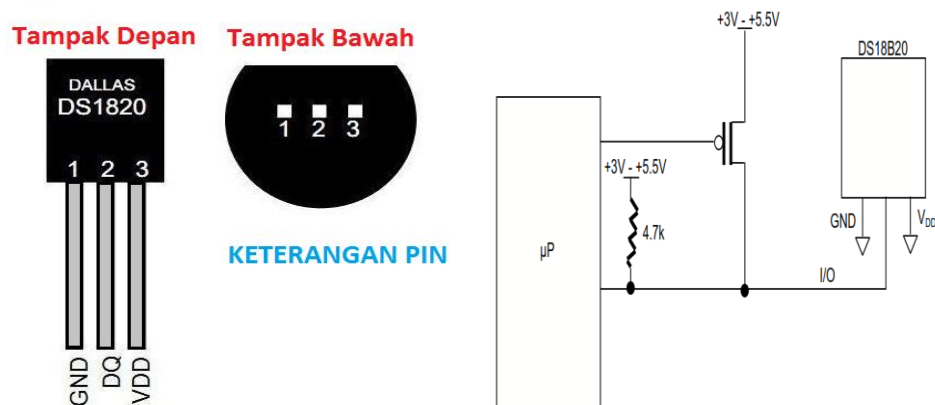 Tampak Depan
DALLAS
DS1820
1 2 3
GND
DQ
VDD
Tampak Bawah
1 2 3
KETERANGAN PIN
+3V - +5.5V
DS18B20
+3V - +5.5V
4.7k
µP
GND
VDD
I/O